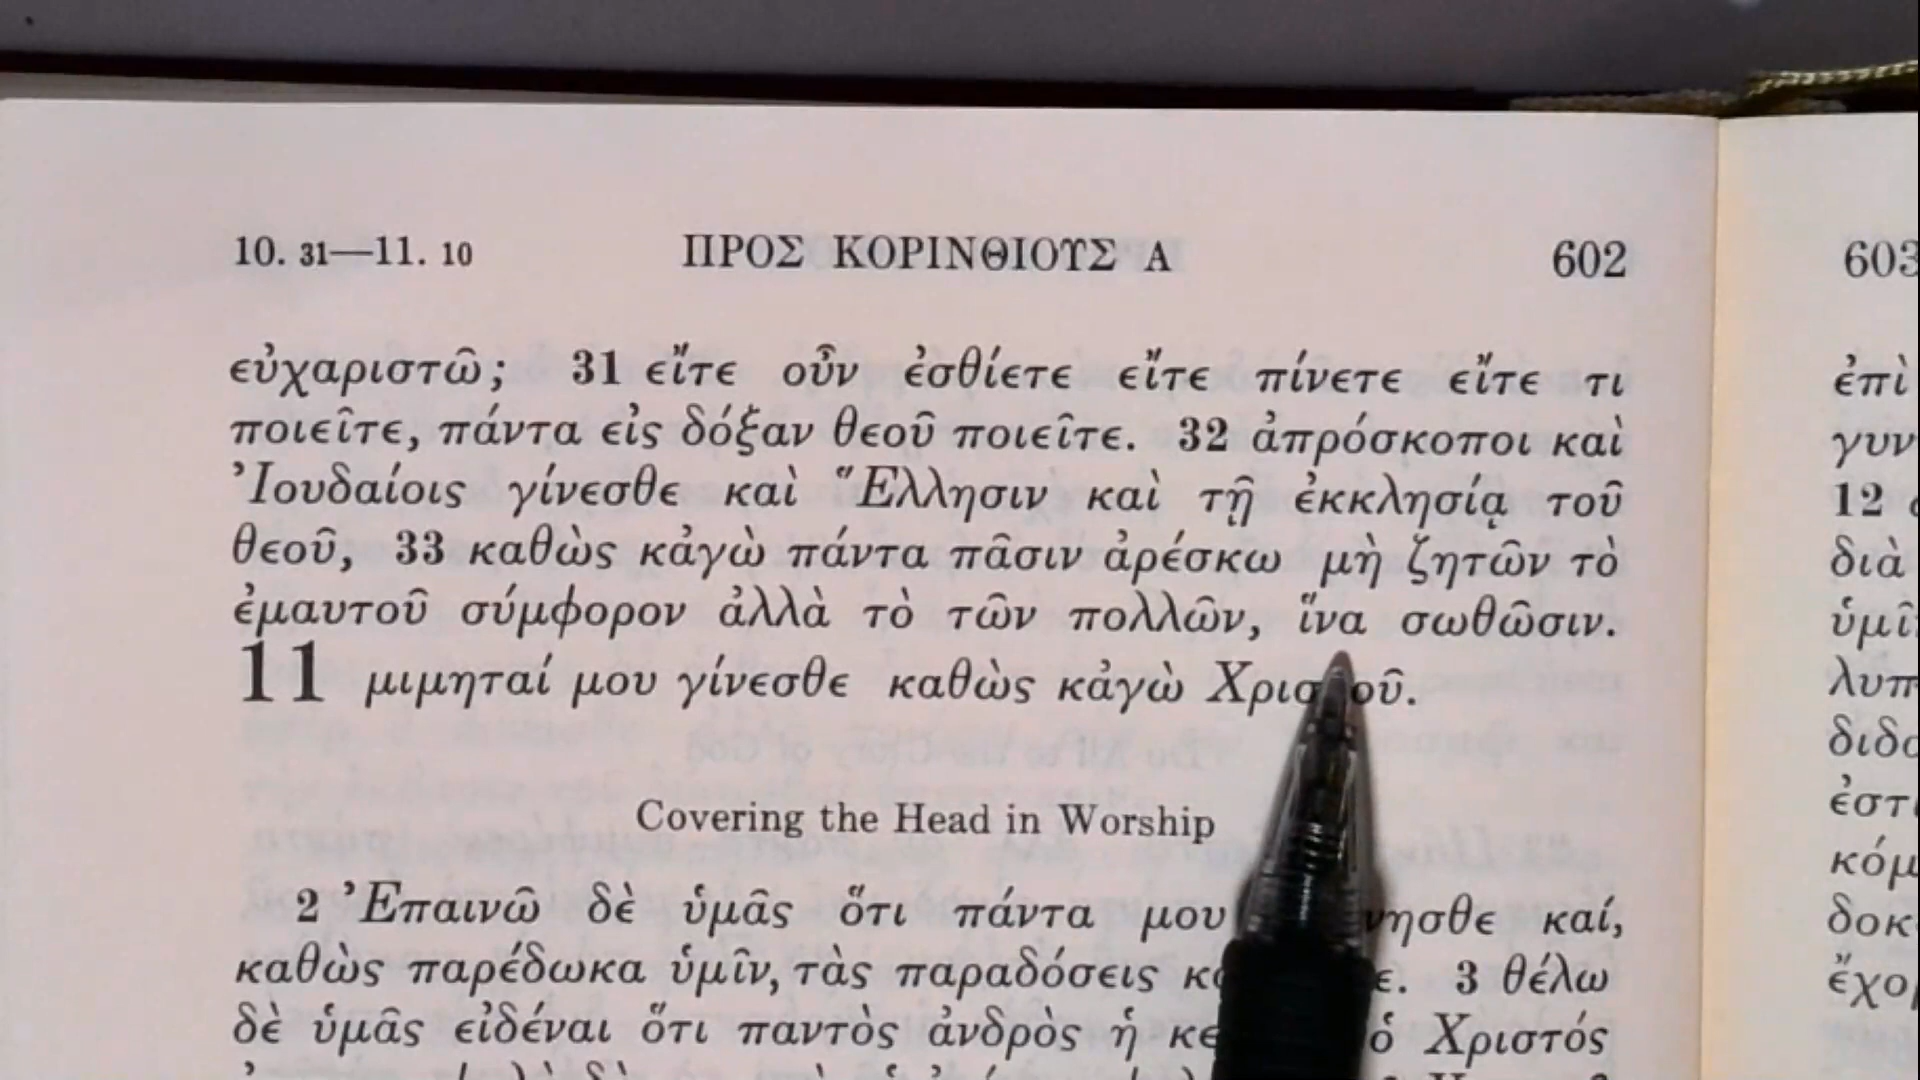 10. 31—11. 10 ΠΡΟΣ ΚΟΡΙΝΘΙΟΥΣ Α 602
εὐχαριστῶ; 31 εἴτε οὖν ἐσθίετε εἴτε πίνετε εἴτε τι
ποιεῖτε, πάντα εἰς δόξαν θεοῦ ποιεῖτε. 32 ἀπρόσκοποι καὶ
Ἰουδαίοις γίνεσθε καὶ Ἕλλησιν καὶ τῇ ἐκκλησίᾳ τοῦ
θεοῦ, 33 καθὼς κἀγὼ πάντα πᾶσιν ἀρέσκω μὴ ζητῶν τὸ
ἐμαυτοῦ σύμφορον ἀλλὰ τὸ τῶν πολλῶν, ἵνα σωθῶσιν.
11 μιμηταί μου γίνεσθε καθὼς κἀγὼ Χριστοῦ.
Covering the Head in Worship
2 Ἐπαινῶ δὲ ὑμᾶς ὅτι πάντα μου καί,
καθὼς παρέδωκα ὑμῖν, τὰς παραδόσεις 3 θέλω
δὲ ὑμᾶς εἰδέναι ὅτι παντὸς ἀνδρὸς ἡ ὁ Χριστός
603
ἐπὶ
12
διὰ